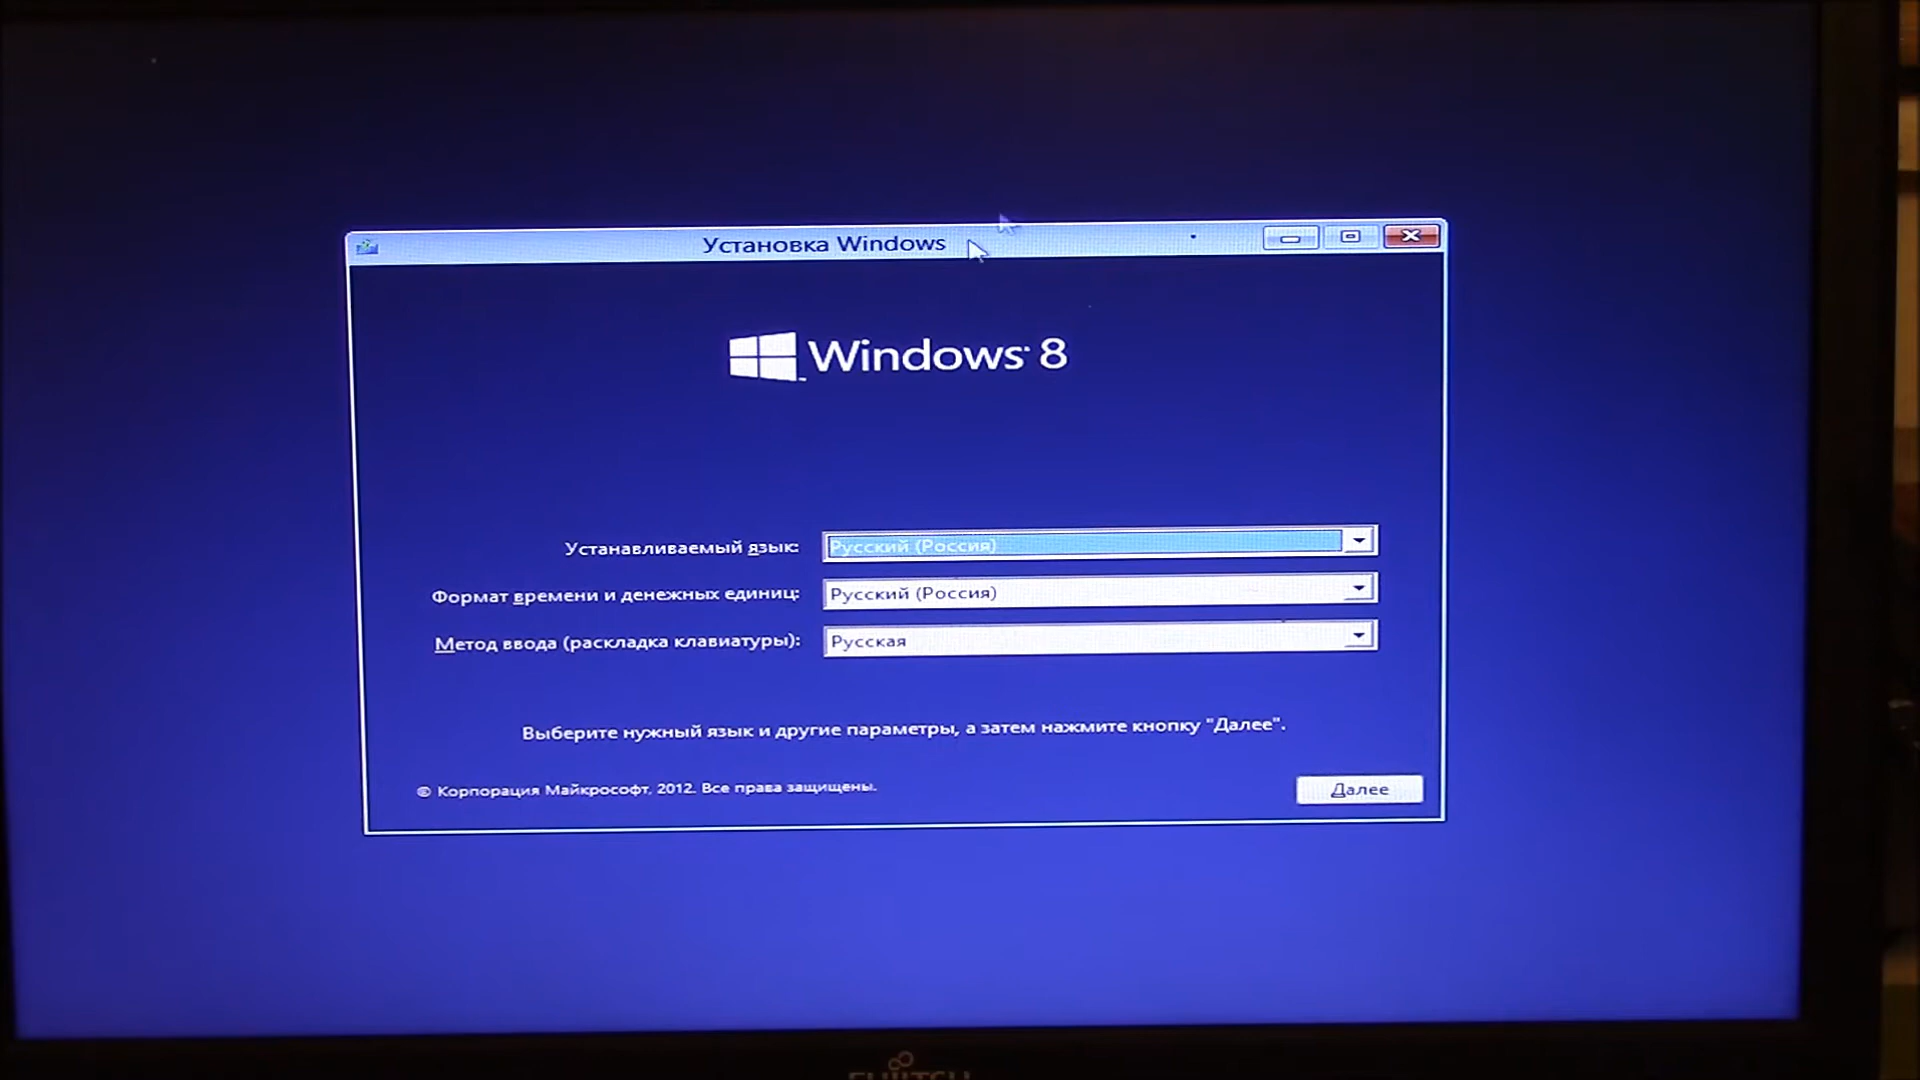 Установка Windows
Windows 8
Устанавливаемый язык: Русский (Россия)
Формат времени и денежных единиц: Русский (Россия)
Метод ввода (раскладка клавиатуры): Русская
Выберите нужный язык и другие параметры, а затем нажмите кнопку "Далее".
© Корпорация Майкрософт, 2012. Все права защищены.
Далее
FUJITSU